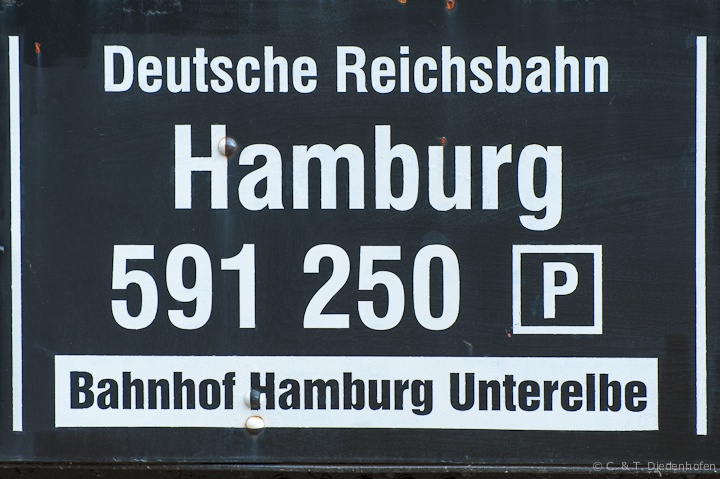 Deutsche Reichsbahn
Hamburg
591 250 P
Bahnhof Hamburg Unterelbe
© C. & T. Diedenhofen